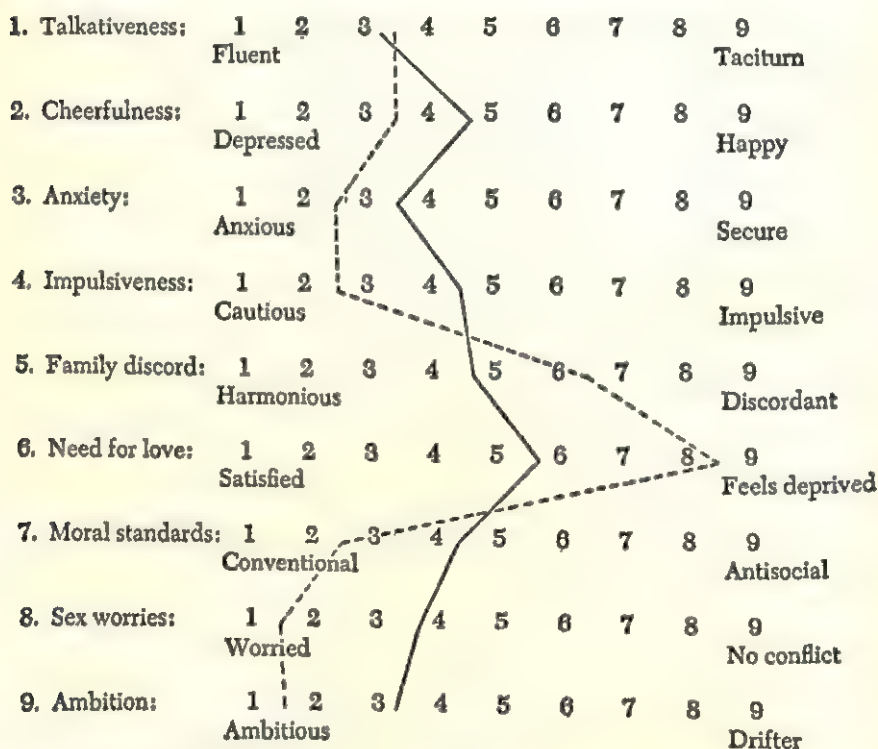 1. Talkativeness: 1 2 3 4 5 6 7 8 9
Fluent Taciturn
2. Cheerfulness: 1 2 3 4 5 6 7 8 9
Depressed Happy
3. Anxiety: 1 2 3 4 5 6 7 8 9
Anxious Secure
4. Impulsiveness: 1 2 3 4 5 6 7 8 9
Cautious Impulsive
5. Family discord: 1 2 3 4 5 6 7 8 9
Harmonious Discordant
6. Need for love: 1 2 3 4 5 6 7 8 9
Satisfied Feels deprived
7. Moral standards: 1 2 3 4 5 6 7 8 9
Conventional Antisocial
8. Sex worries: 1 2 3 4 5 6 7 8 9
Worried No conflict
9. Ambition: 1 2 3 4 5 6 7 8 9
Ambitious Drifter